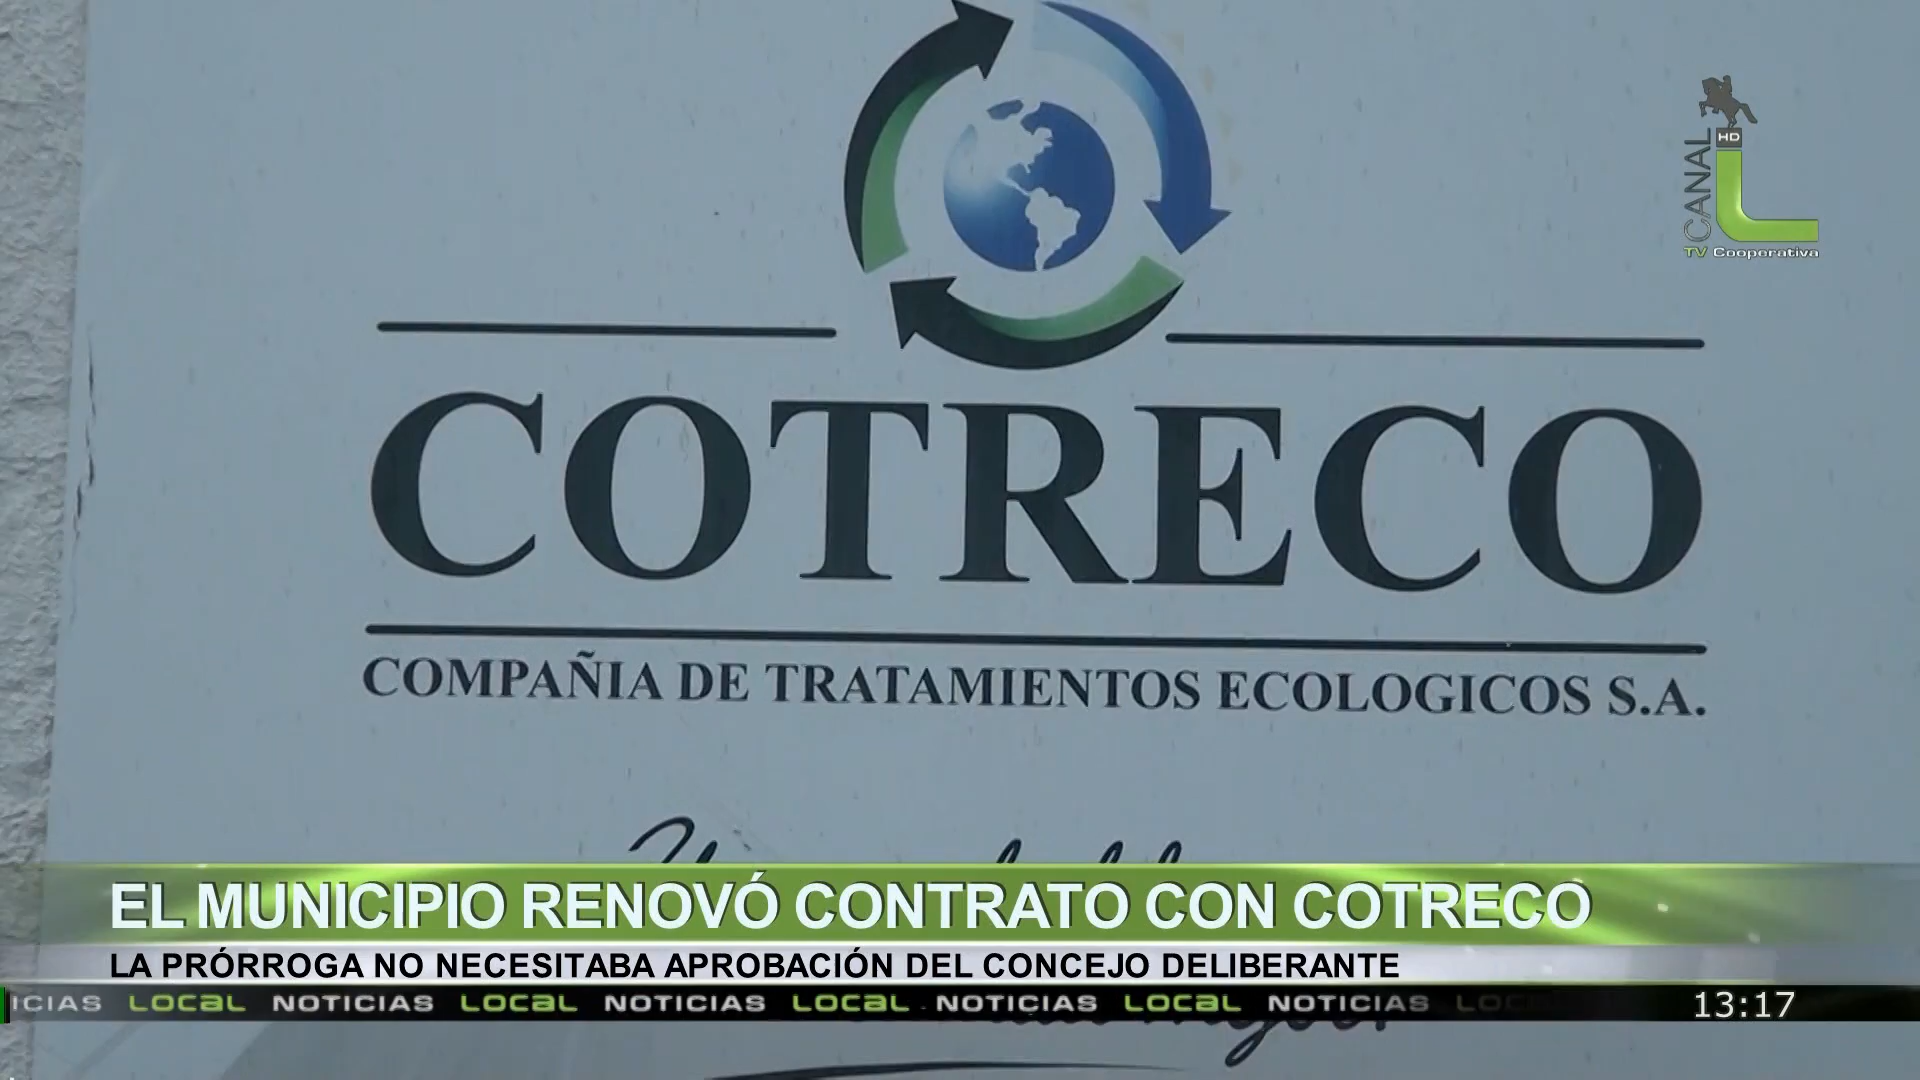 CANAL
HD
L
TV Cooperativa
COTRECO
COMPAÑIA DE TRATAMIENTOS ECOLOGICOS S.A.
EL MUNICIPIO RENOVÓ CONTRATO CON COTRECO
LA PRÓRROGA NO NECESITABA APROBACIÓN DEL CONCEJO DELIBERANTE
ICIAS LOCAL NOTICIAS LOCAL NOTICIAS LOCAL NOTICIAS LOCAL NOTICIAS LOC
13:17